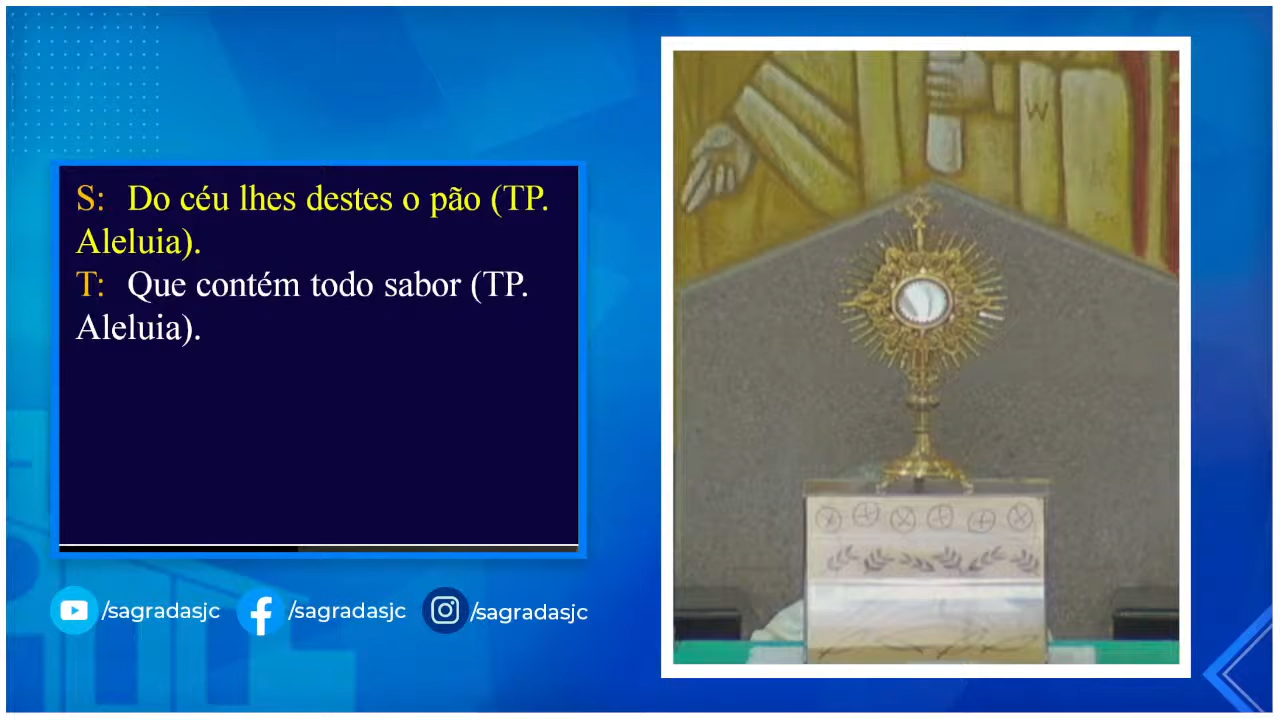 S: Do céu lhes destes o pão (TP.
Aleluia).
T: Que contém todo sabor (TP.
Aleluia).
/sagradasjc /sagradasjc /sagradasjc
W